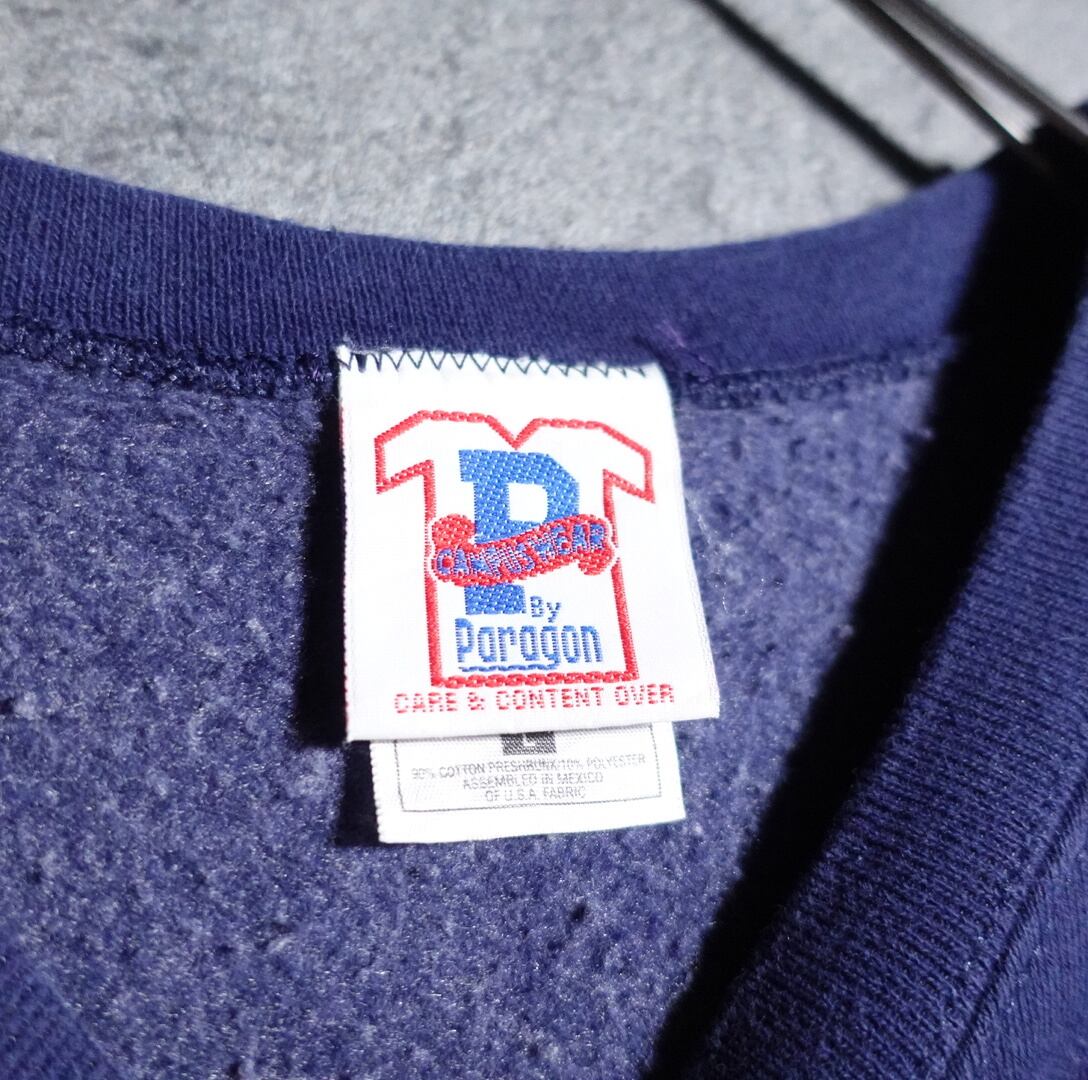 P
CAMPUS WEAR
By
Paragon
CARE & CONTENT OVER
L
90% COTTON PRESHRUNK/10% POLYESTER
ASSEMBLED IN MEXICO
OF U.S.A. FABRIC